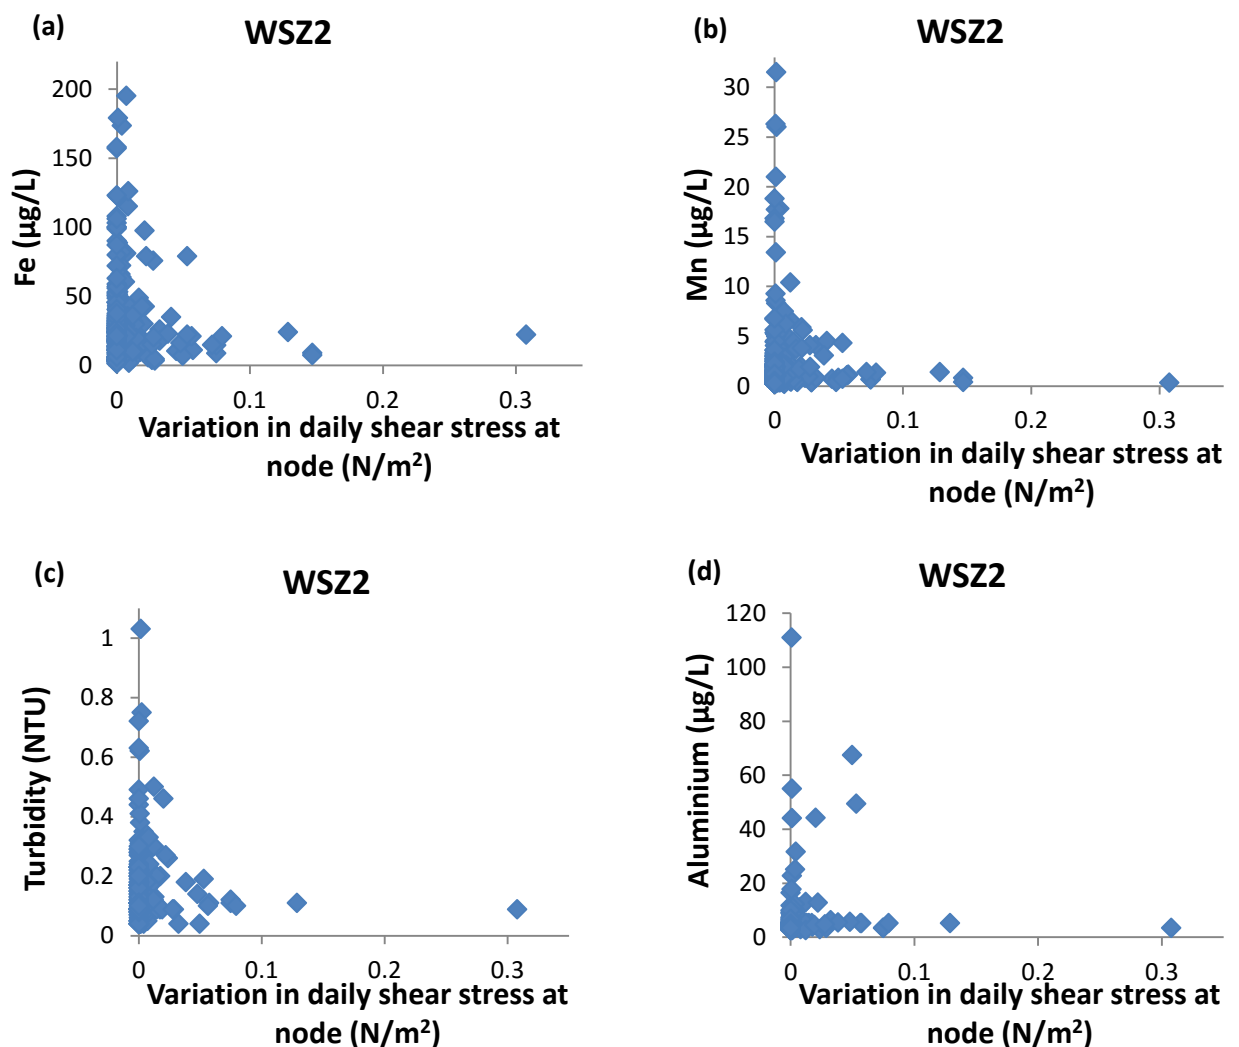 (a)
WSZ2
200
150
100
50
0
Fe (µg/L)
0 0.1 0.2 0.3
Variation in daily shear stress at
node (N/m²)
(b)
WSZ2
30
25
20
15
10
5
0
Mn (µg/L)
0 0.1 0.2 0.3
Variation in daily shear stress at
node (N/m²)
(c)
WSZ2
1
0.8
0.6
0.4
0.2
0
Turbidity (NTU)
0 0.1 0.2 0.3
Variation in daily shear stress at
node (N/m²)
(d)
WSZ2
120
100
80
60
40
20
0
Aluminium (µg/L)
0 0.1 0.2 0.3
Variation in daily shear stress at
node (N/m²)